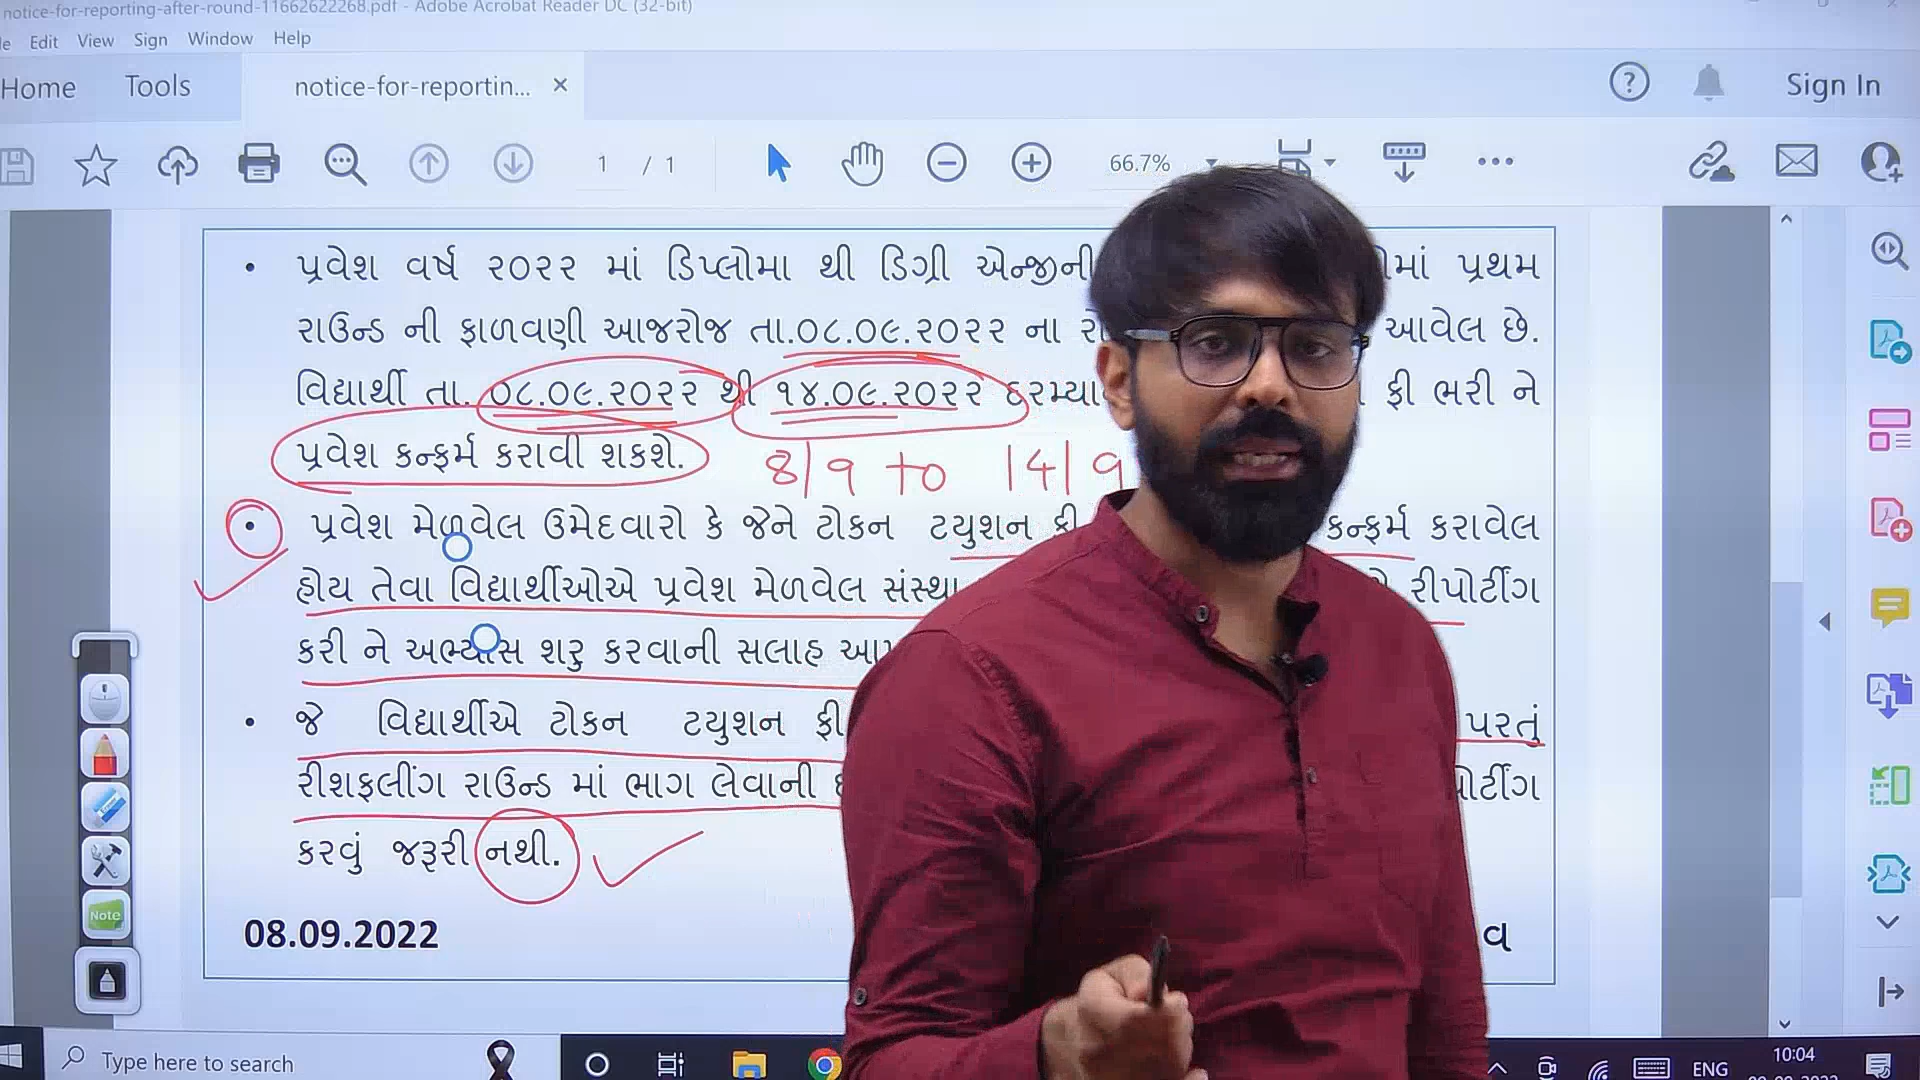 notice-for-reporting-after-round-11662622268.pdf - Adobe Acrobat Reader DC (32-bit)
Edit View Sign Window Help
Home Tools notice-for-reportin... × Sign In
1 / 1 66.7%
• પ્રવેશ વર્ષ ૨૦૨૨ માં ડિપ્લોમા થી ડિગ્રી પ્રથમ
રાઉન્ડ ની ફાળવણી આજરોજ તા.૦૮.૦૯.૨૦૨૨ ના આવેલ છે.
વિદ્યાર્થી તા. ૦૮.૦૯.૨૦૨૨ થી ૧૪.૦૯.૨૦૨૨ ફી ભરી ને
પ્રવેશ કન્ફર્મ કરાવી શકશે. 8/9 to 14/9
• પ્રવેશ મેળવેલ ઉમેદવારો કે જેને ટોકન ટયુશન ફી કન્ફર્મ કરાવેલ
હોય તેવા વિદ્યાર્થીઓએ પ્રવેશ મેળવેલ સંસ્થા રીપોર્ટીંગ
કરી ને અભ્યાસ શરુ કરવાની સલાહ
• જે વિદ્યાર્થીએ ટોકન ટયુશન ફી પરતું
રીશફલીંગ રાઉન્ડ માં ભાગ લેવાની
કરવું જરૂરી નથી.
08.09.2022
Note
Type here to search ENG 10:04